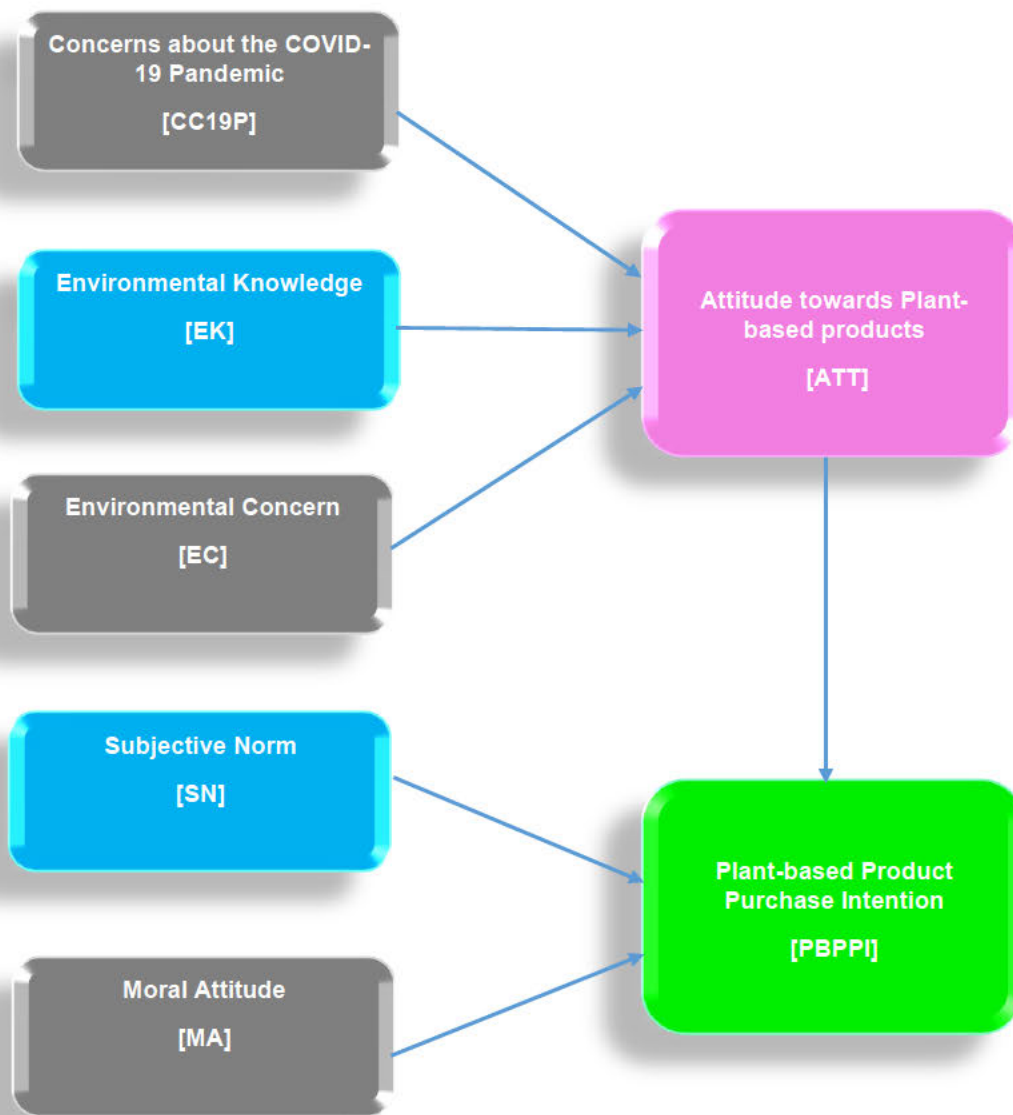 Concerns about the COVID-
19 Pandemic
[CC19P]
Environmental Knowledge
[EK]
Environmental Concern
[EC]
Subjective Norm
[SN]
Moral Attitude
[MA]
Attitude towards Plant-
based products
[ATT]
Plant-based Product
Purchase Intention
[PBPPI]